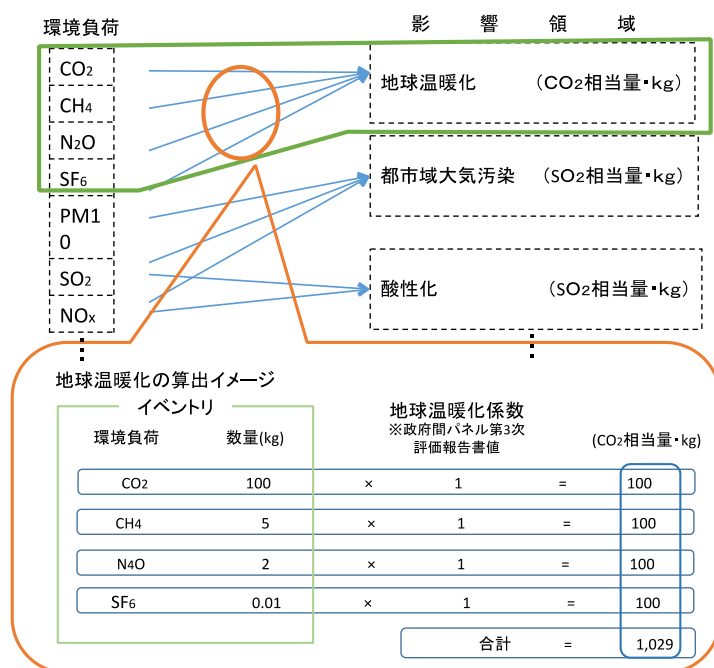 環境負荷
影響領域
CO2
CH4
N2O
SF6
PM1
0
SO2
NOx
地球温暖化 (CO2相当量・kg)
都市域大気汚染 (SO2相当量・kg)
酸性化 (SO2相当量・kg)
地球温暖化の算出イメージ
イベントリ
環境負荷 数量(kg)
地球温暖化係数
※政府間パネル第3次
評価報告書値
(CO2相当量・kg)
CO2 100 × 1 = 100
CH4 5 × 1 = 100
N4O 2 × 1 = 100
SF6 0.01 × 1 = 100
合計 = 1,029